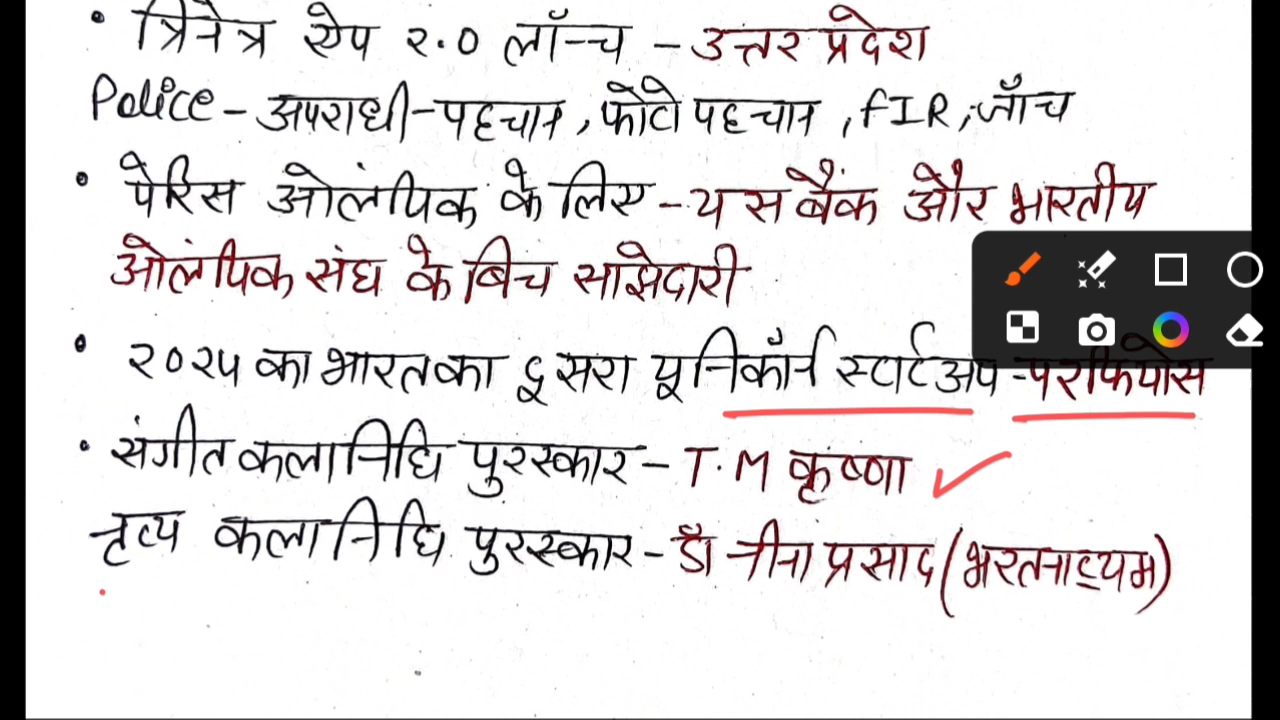 • त्रिनेत्र ऐप २.० लॉन्च - उत्तर प्रदेश
Police - अपराधी - पहचान, फोटो पहचान, FIR, जाँच
• पेरिस ओलंपिक के लिए - यस बैंक और भारतीय
ओलंपिक संघ के बिच साझेदारी
• २०२५ का भारत का दूसरा यूनिकॉर्न स्टार्टअप - परफियोस
• संगीत कलानिधि पुरस्कार - T.M कृष्णा
नृत्य कलानिधि पुरस्कार - डॉ नीना प्रसाद (भरतनाट्यम)